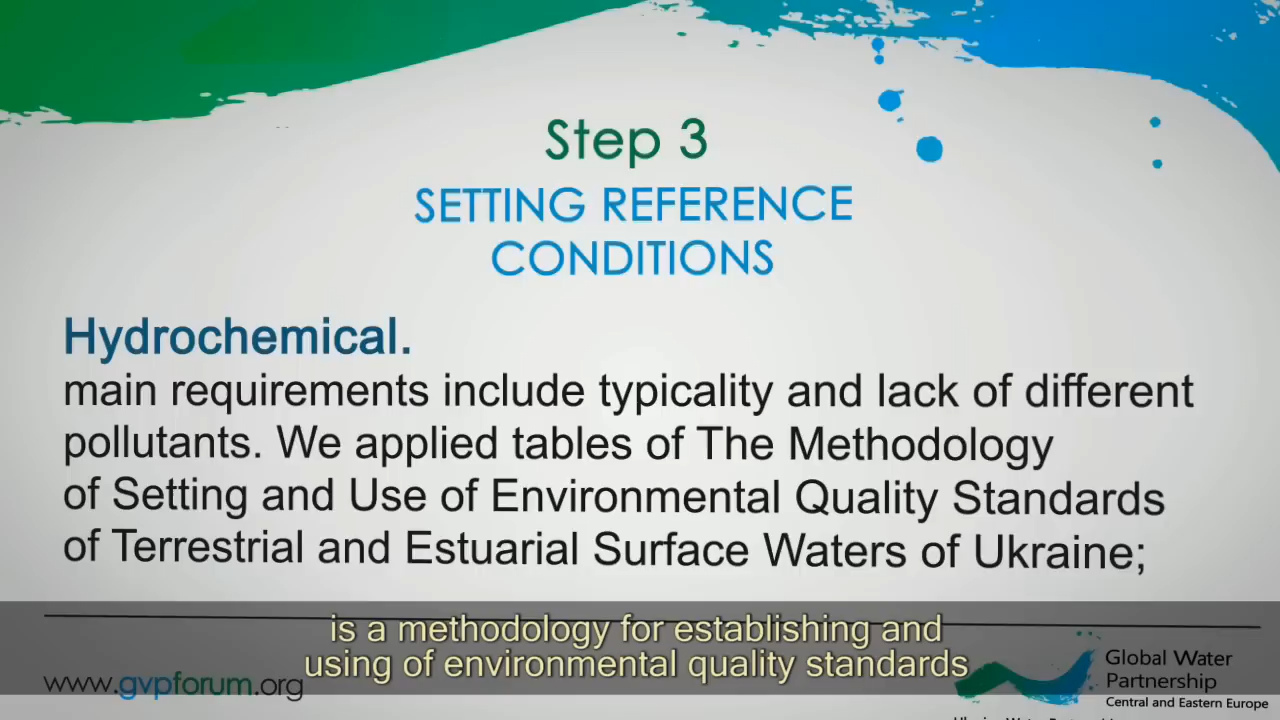 Step 3
SETTING REFERENCE
CONDITIONS
Hydrochemical.
main requirements include typicality and lack of different
pollutants. We applied tables of The Methodology
of Setting and Use of Environmental Quality Standards
of Terrestrial and Estuarial Surface Waters of Ukraine;
is a methodology for establishing and
using of environmental quality standards
www.gvpforum.org
Global Water
Partnership
Central and Eastern Europe